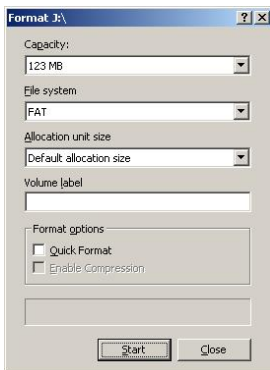 Format J:\
Capacity:
123 MB
File system
FAT
Allocation unit size
Default allocation size
Volume label
Format options
Quick Format
Enable Compression
Start
Close